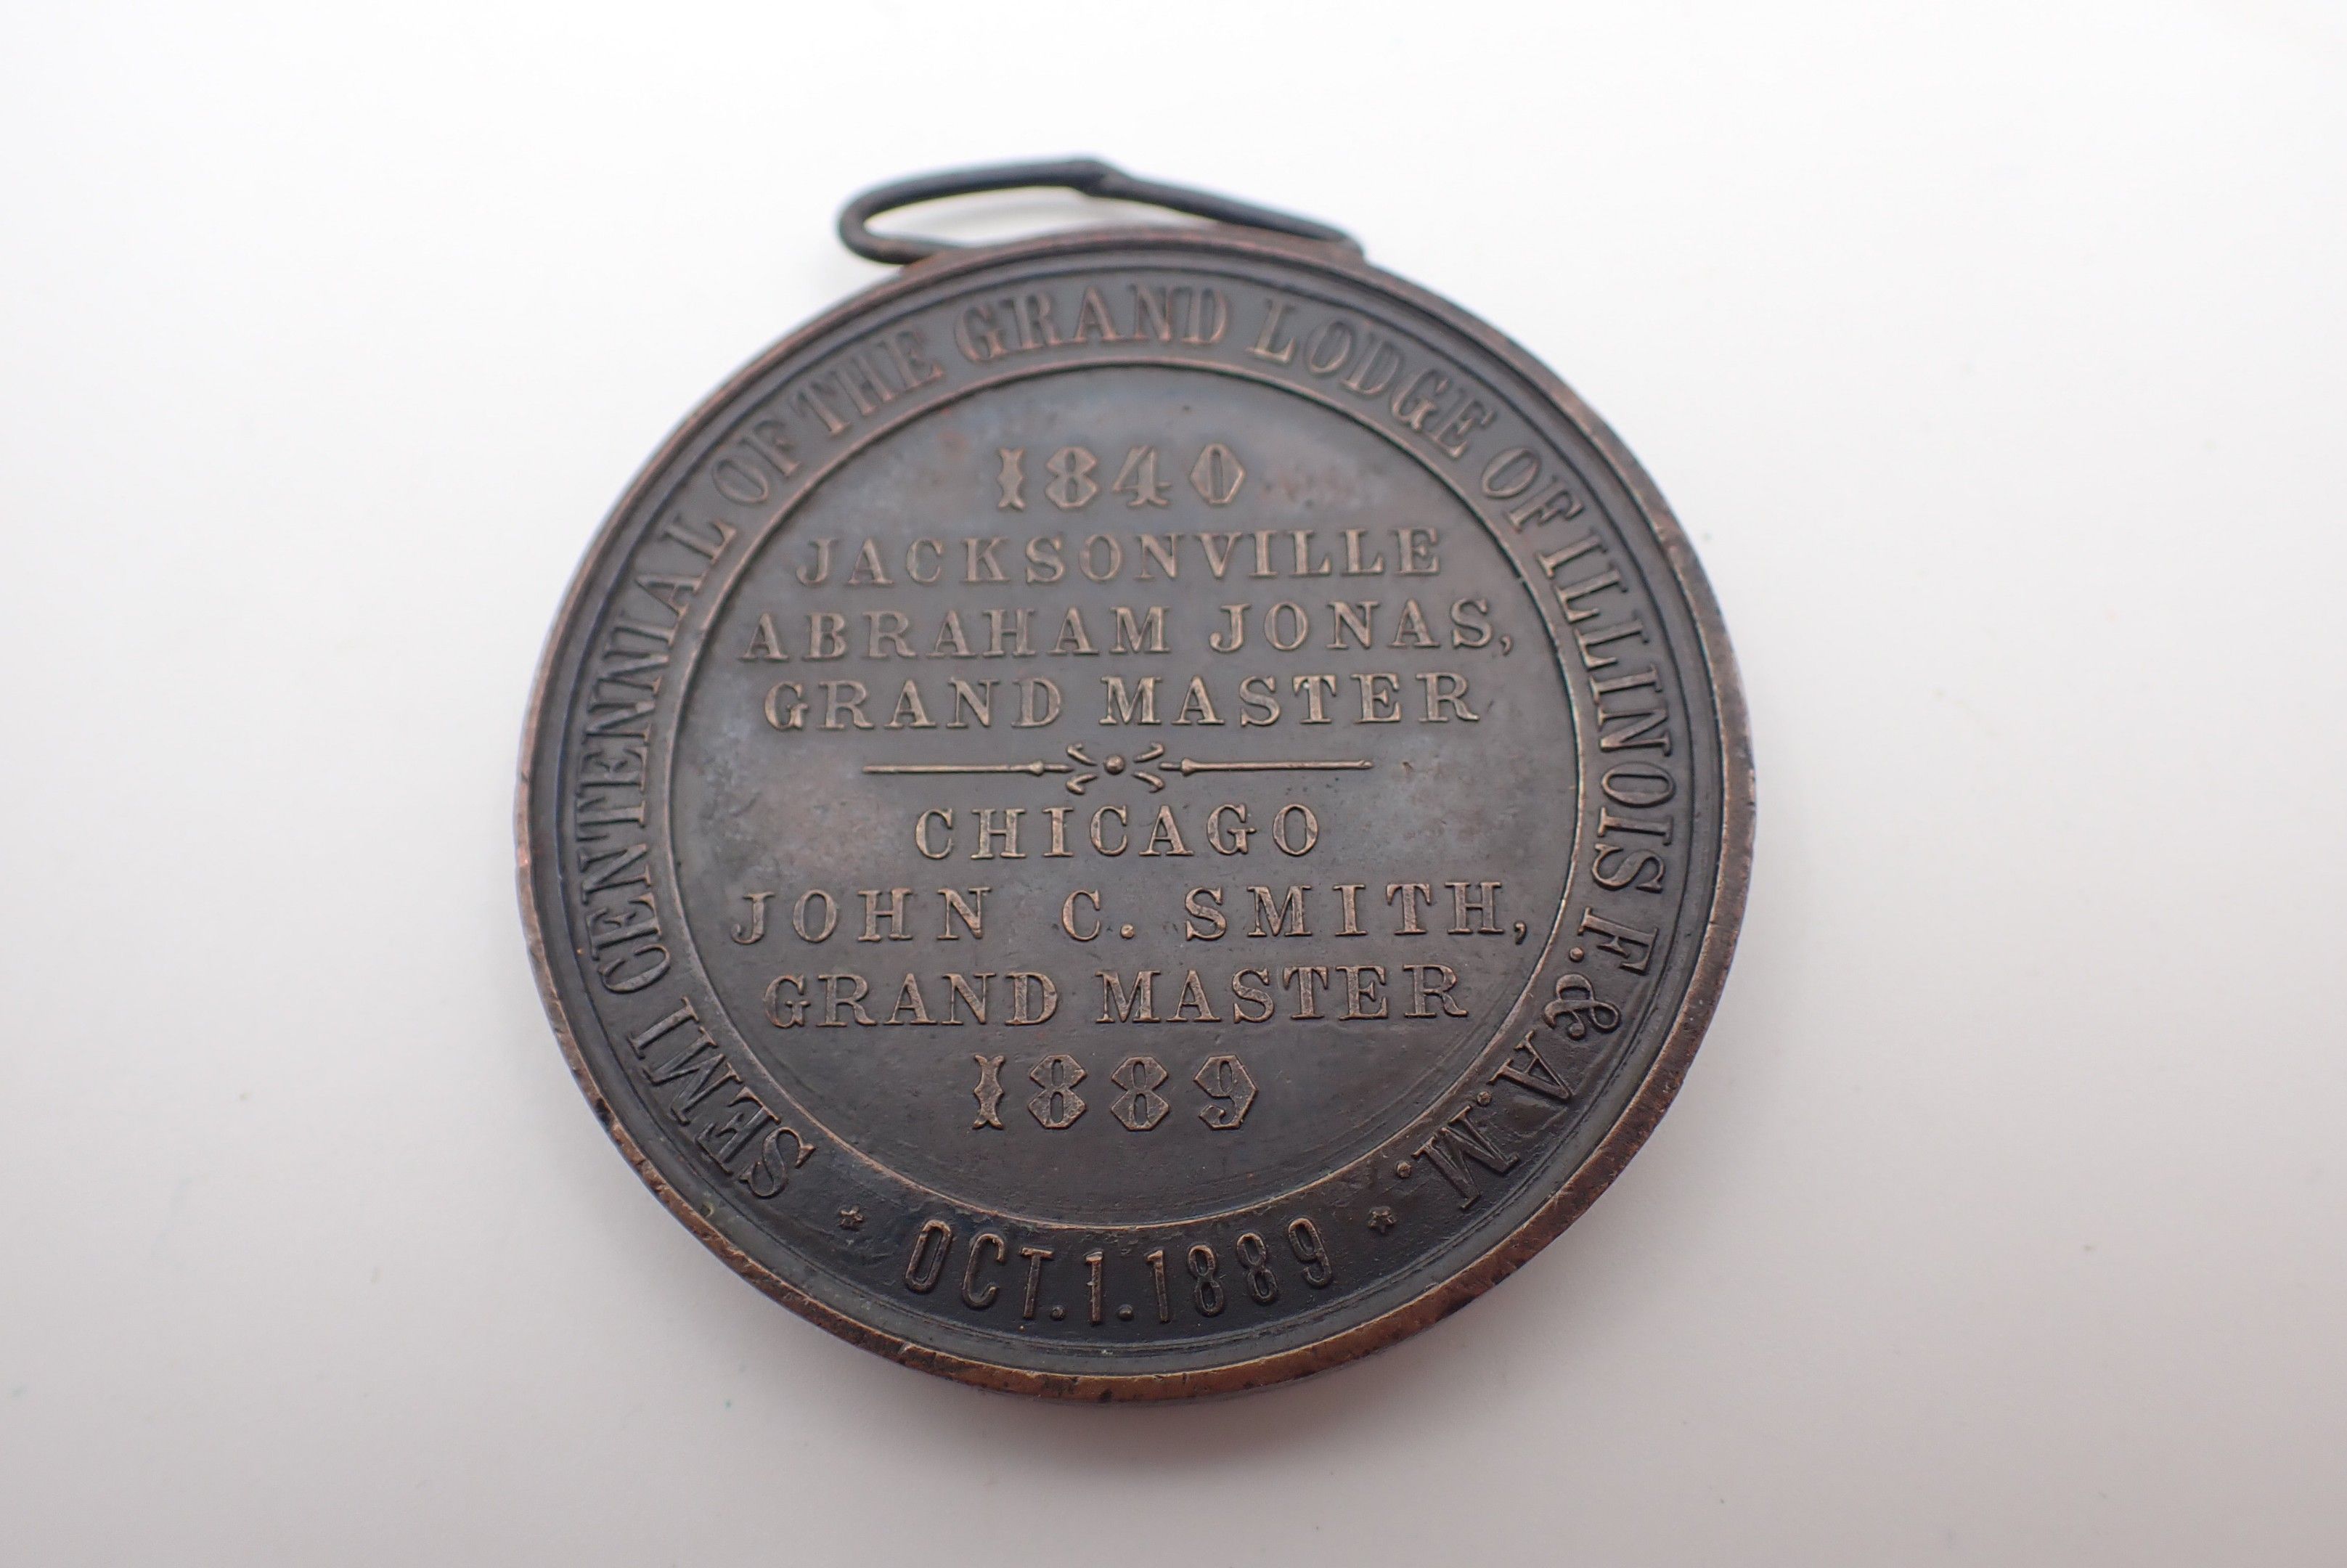 SEMI CENTENNIAL OF THE GRAND LODGE OF ILLINOIS F. & A. M.
1840
JACKSONVILLE
ABRAHAM JONAS,
GRAND MASTER
CHICAGO
JOHN C. SMITH,
GRAND MASTER
1889
OCT. 1. 1889